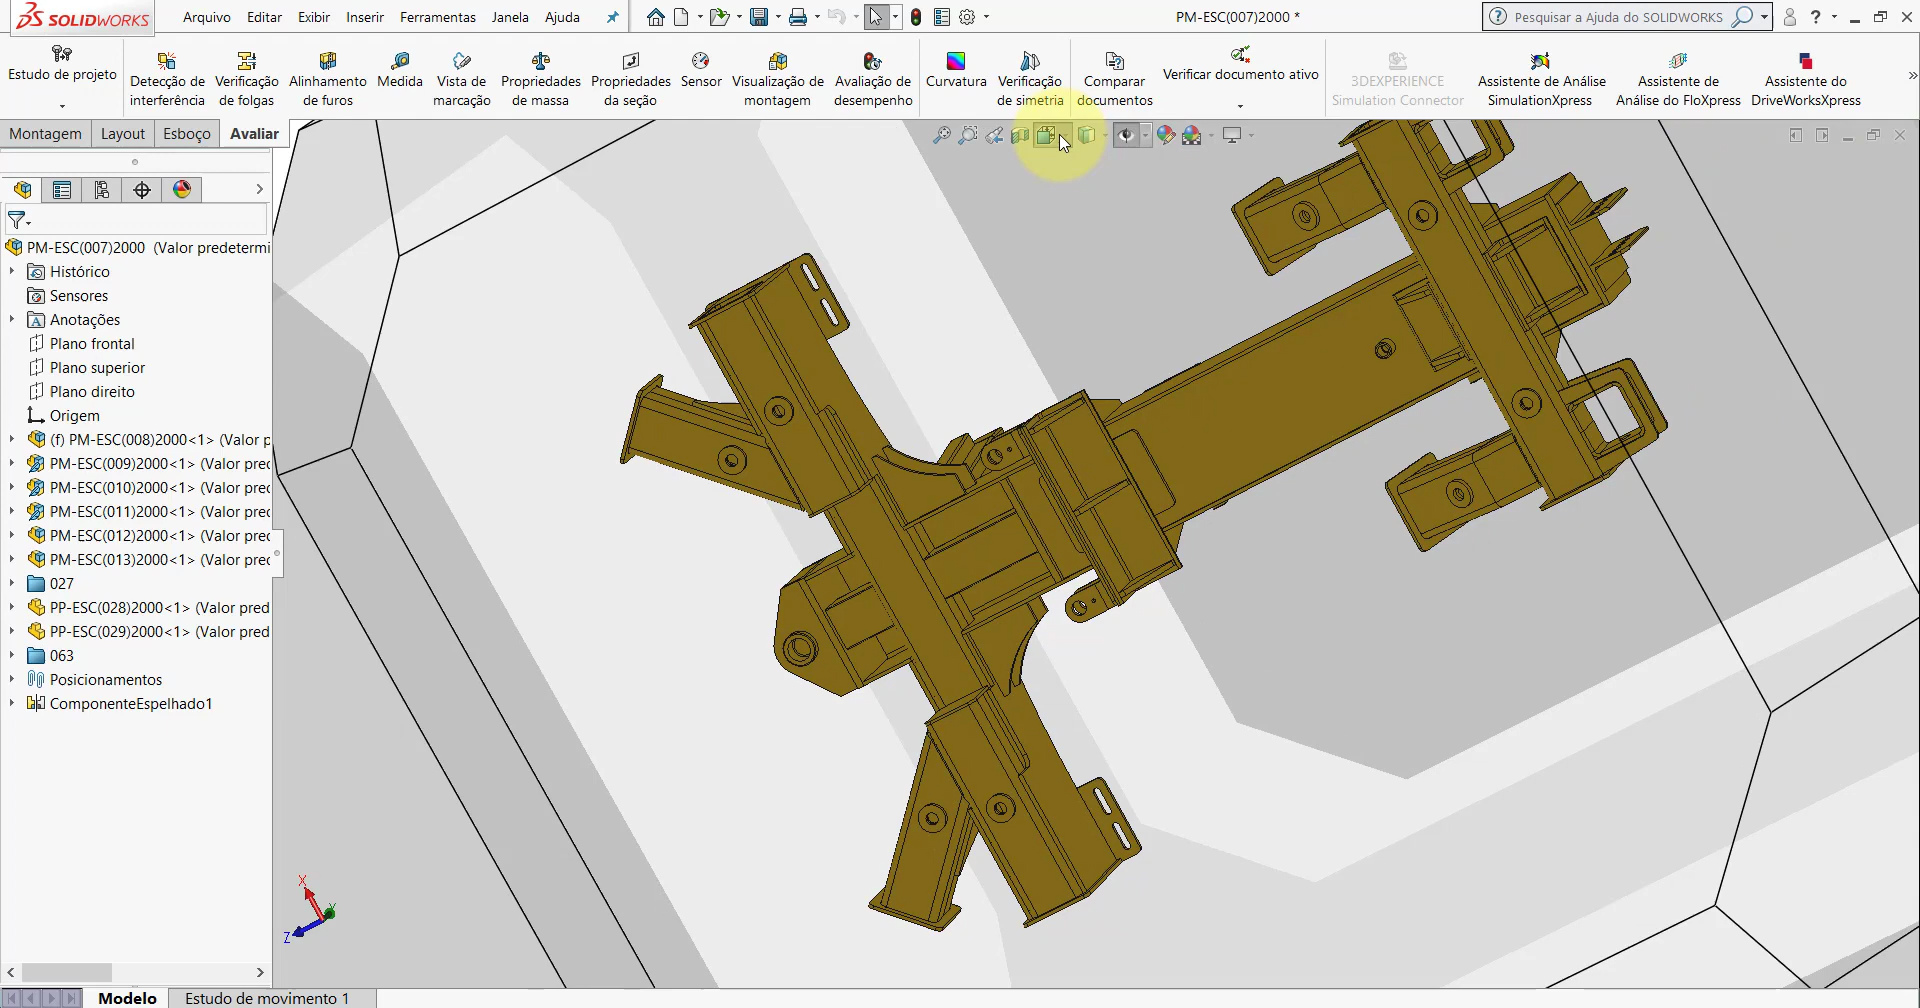 SOLIDWORKS
Arquivo Editar Exibir Inserir Ferramentas Janela Ajuda
PM-ESC(007)2000 *
Pesquisar a Ajuda do SOLIDWORKS
Estudo de projeto
Detecção de interferência
Verificação de folgas
Alinhamento de furos
Medida
Vista de marcação
Propriedades de massa
Propriedades da seção
Sensor
Visualização de montagem
Avaliação de desempenho
Curvatura
Verificação de simetria
Comparar documentos
Verificar documento ativo
3DEXPERIENCE Simulation Connector
Assistente de Análise SimulationXpress
Assistente de Análise do FloXpress
Assistente do DriveWorksXpress
Montagem Layout Esboço Avaliar
PM-ESC(007)2000 (Valor predetermi
Histórico
Sensores
Anotações
Plano frontal
Plano superior
Plano direito
Origem
(f) PM-ESC(008)2000<1> (Valor p
PM-ESC(009)2000<1> (Valor pred
PM-ESC(010)2000<1> (Valor pred
PM-ESC(011)2000<1> (Valor pred
PM-ESC(012)2000<1> (Valor pred
PM-ESC(013)2000<1> (Valor pred
027
PP-ESC(028)2000<1> (Valor pred
PP-ESC(029)2000<1> (Valor pred
063
Posicionamentos
ComponenteEspelhado1
X
Y
Z
Modelo Estudo de movimento 1